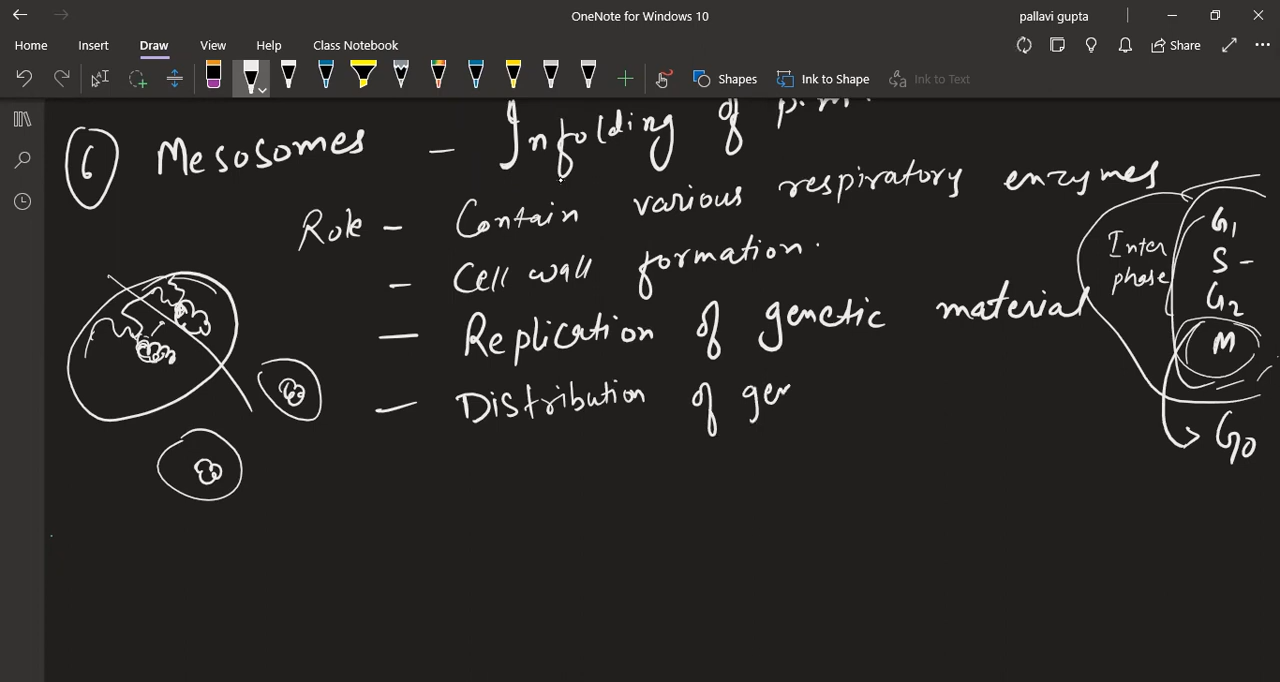 OneNote for Windows 10
pallavi gupta
Home Insert Draw View Help Class Notebook
Share
Shapes Ink to Shape Ink to Text
6 Mesosomes - Infolding of p.m.
Role - Contain various respiratory enzymes
- Cell wall formation.
- Replication of genetic material
- Distribution of gen
Inter
phase
G1
S -
G2
M
G0